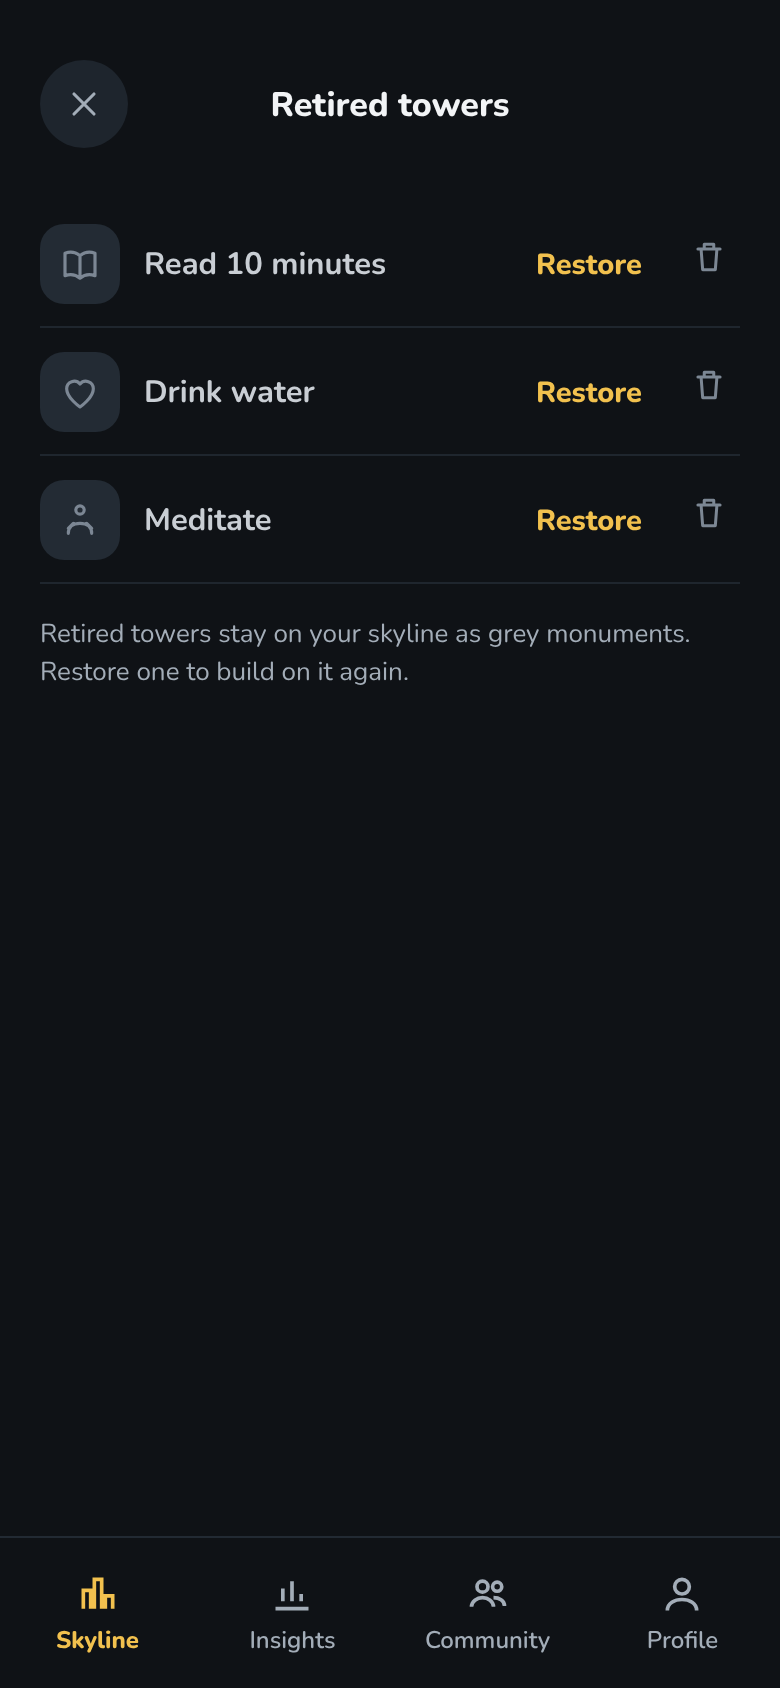 Retired towers
Read 10 minutes Restore
Drink water Restore
Meditate Restore
Retired towers stay on your skyline as grey monuments.
Restore one to build on it again.
Skyline Insights Community Profile